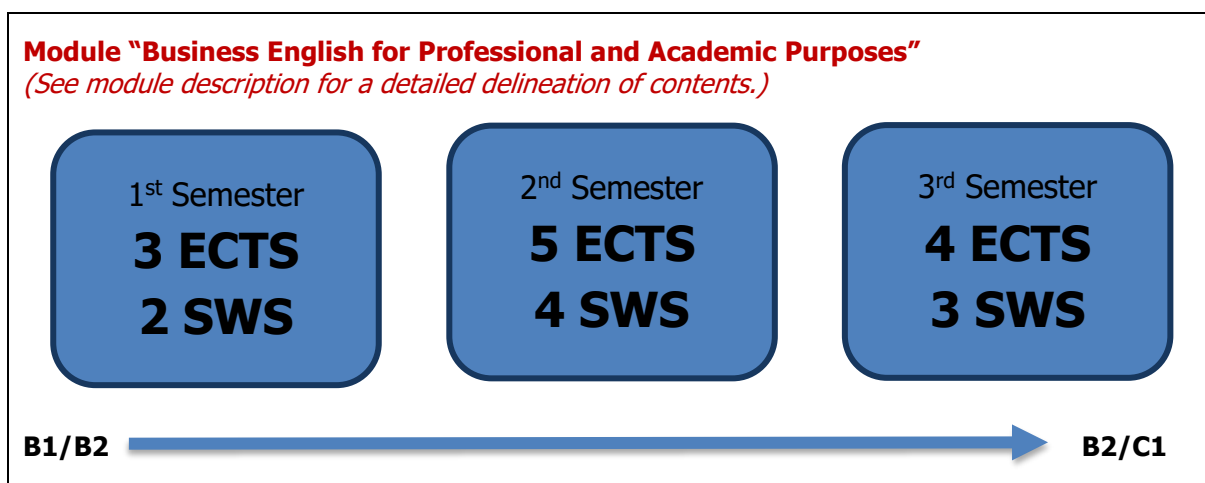 Module “Business English for Professional and Academic Purposes”
(See module description for a detailed delineation of contents.)
1st Semester
3 ECTS
2 SWS
2nd Semester
5 ECTS
4 SWS
3rd Semester
4 ECTS
3 SWS
B1/B2
B2/C1